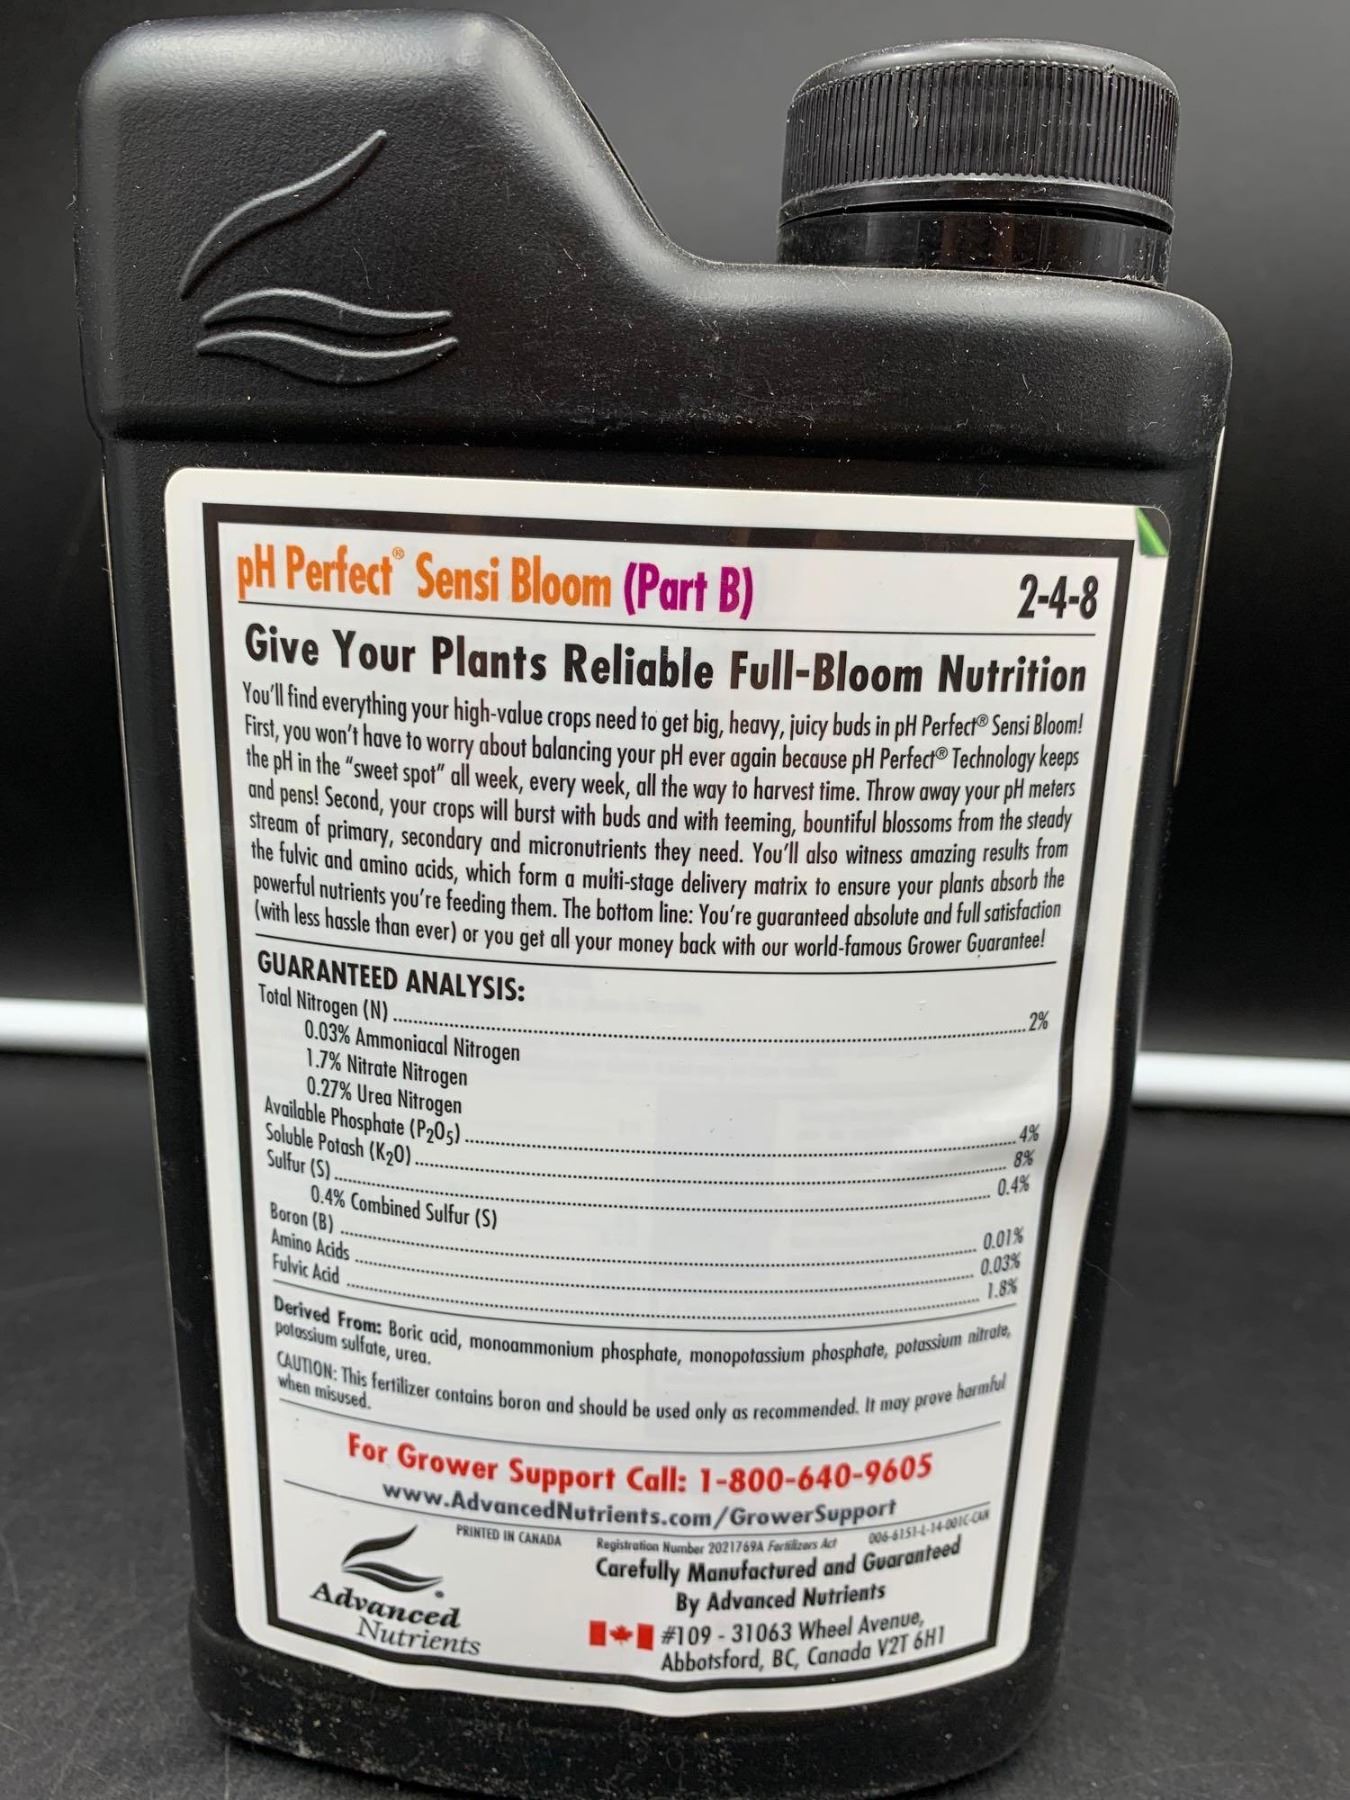 pH Perfect® Sensi Bloom (Part B) 2-4-8
Give Your Plants Reliable Full-Bloom Nutrition
You'll find everything your high-value crops need to get big, heavy, juicy buds in pH Perfect® Sensi Bloom!
First, you won't have to worry about balancing your pH ever again because pH Perfect® Technology keeps
the pH in the "sweet spot" all week, every week, all the way to harvest time. Throw away your pH meters
and pens! Second, your crops will burst with buds and with teeming, bountiful blossoms from the steady
stream of primary, secondary and micronutrients they need. You'll also witness amazing results from
the fulvic and amino acids, which form a multi-stage delivery matrix to ensure your plants absorb the
powerful nutrients you're feeding them. The bottom line: You're guaranteed absolute and full satisfaction
(with less hassle than ever) or you get all your money back with our world-famous Grower Guarantee!
GUARANTEED ANALYSIS:
Total Nitrogen (N) 2%
0.03% Ammoniacal Nitrogen
1.7% Nitrate Nitrogen
0.27% Urea Nitrogen
Available Phosphate (P₂O₅) 4%
Soluble Potash (K₂O) 8%
Sulfur (S) 0.4%
0.4% Combined Sulfur (S)
Boron (B) 0.01%
Amino Acids 0.03%
Fulvic Acid 1.8%
Derived From: Boric acid, monoammonium phosphate, monopotassium phosphate, potassium nitrate,
potassium sulfate, urea.
CAUTION: This fertilizer contains boron and should be used only as recommended. It may prove harmful
when misused.
For Grower Support Call: 1-800-640-9605
www.AdvancedNutrients.com/GrowerSupport
PRINTED IN CANADA Registration Number 2021769A Fertilizers Act 006-6151-L-14-001C-CAN
Carefully Manufactured and Guaranteed
By Advanced Nutrients
#109 - 31063 Wheel Avenue,
Abbotsford, BC, Canada V2T 6H1
Advanced
Nutrients